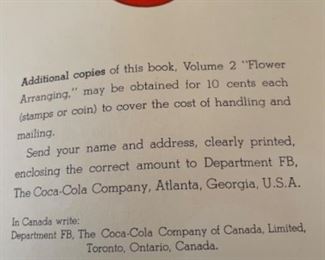 Additional copies of this book, Volume 2 "Flower
Arranging," may be obtained for 10 cents each
(stamps or coin) to cover the cost of handling and
mailing.
Send your name and address, clearly printed,
enclosing the correct amount to Department FB,
The Coca-Cola Company, Atlanta, Georgia, U.S.A.
In Canada write:
Department FB, The Coca-Cola Company of Canada, Limited,
Toronto, Ontario, Canada.